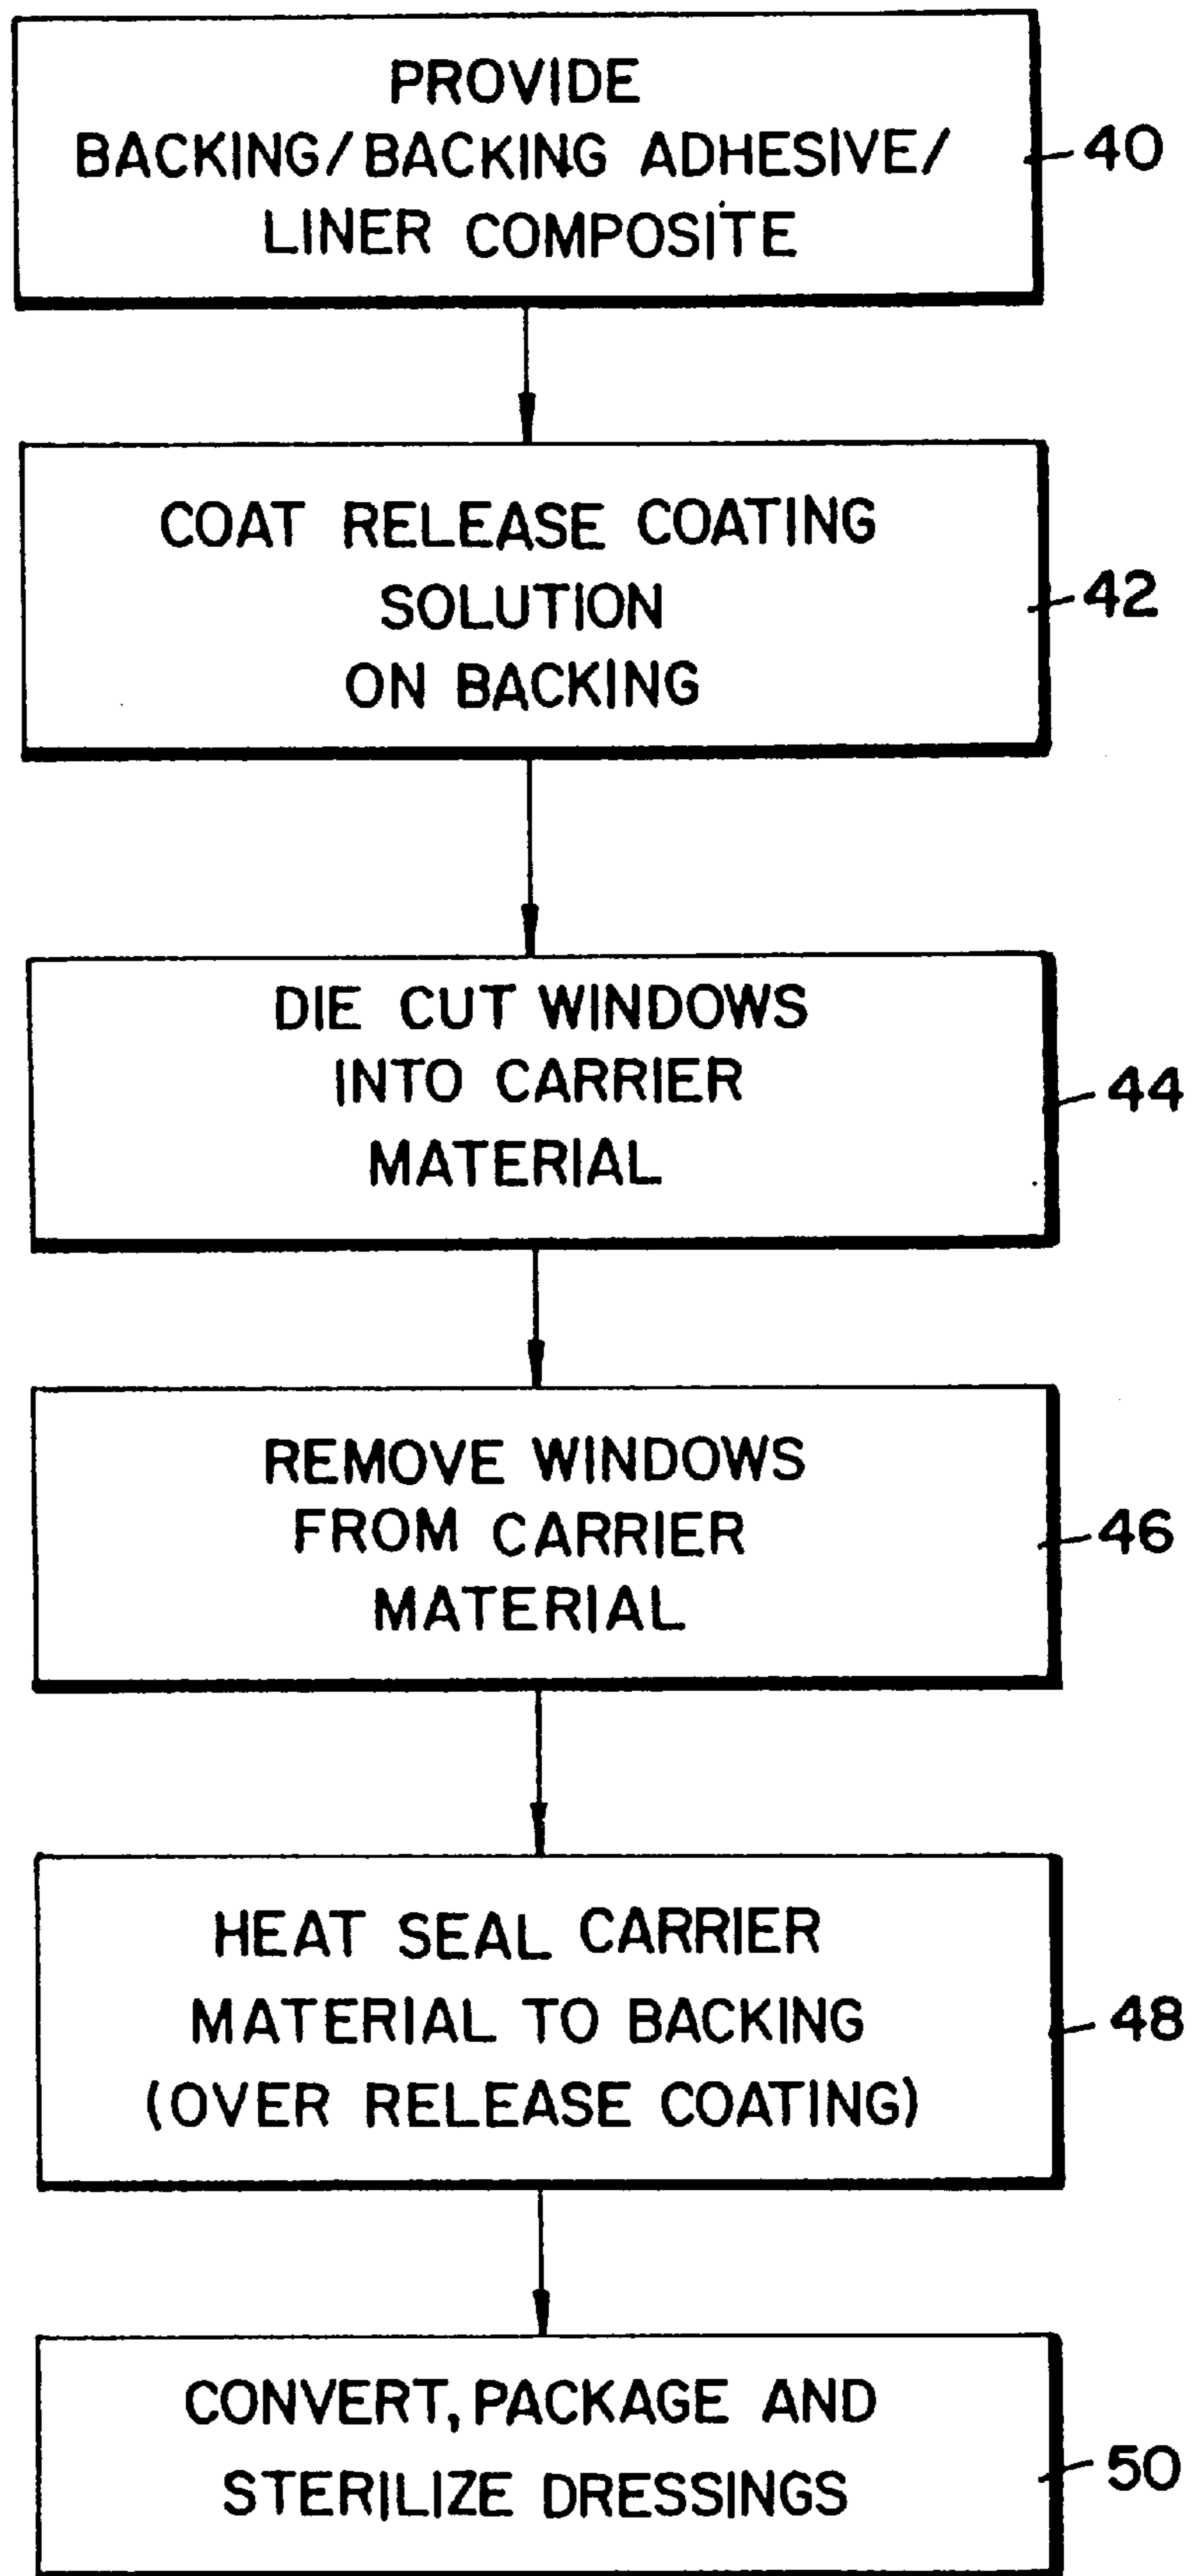 PROVIDE
BACKING/BACKING ADHESIVE/
LINER COMPOSITE
40
COAT RELEASE COATING
SOLUTION
ON BACKING
42
DIE CUT WINDOWS
INTO CARRIER
MATERIAL
44
REMOVE WINDOWS
FROM CARRIER
MATERIAL
46
HEAT SEAL CARRIER
MATERIAL TO BACKING
(OVER RELEASE COATING)
48
CONVERT, PACKAGE AND
STERILIZE DRESSINGS
50